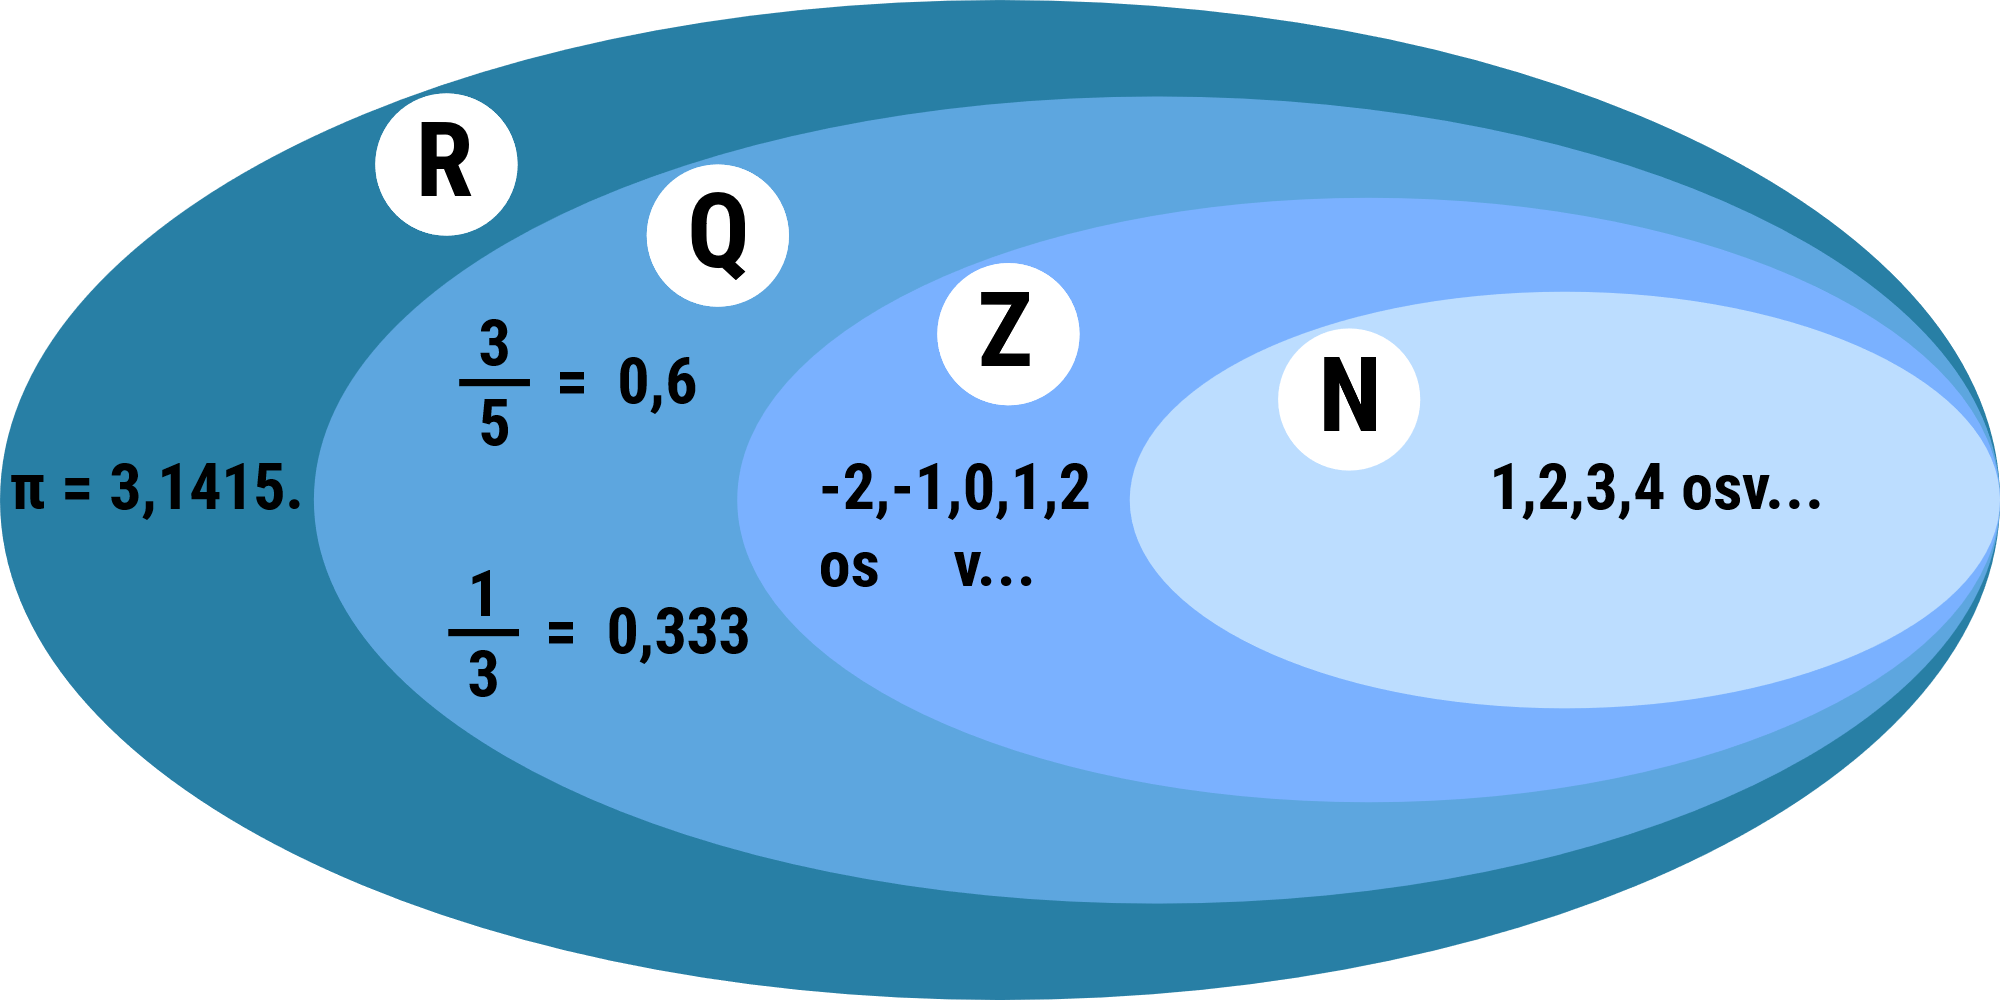 R
Q
Z
N
3
5
= 0,6
π = 3,1415.
1
3
= 0,333
-2,-1,0,1,2
os v...
1,2,3,4 osv...